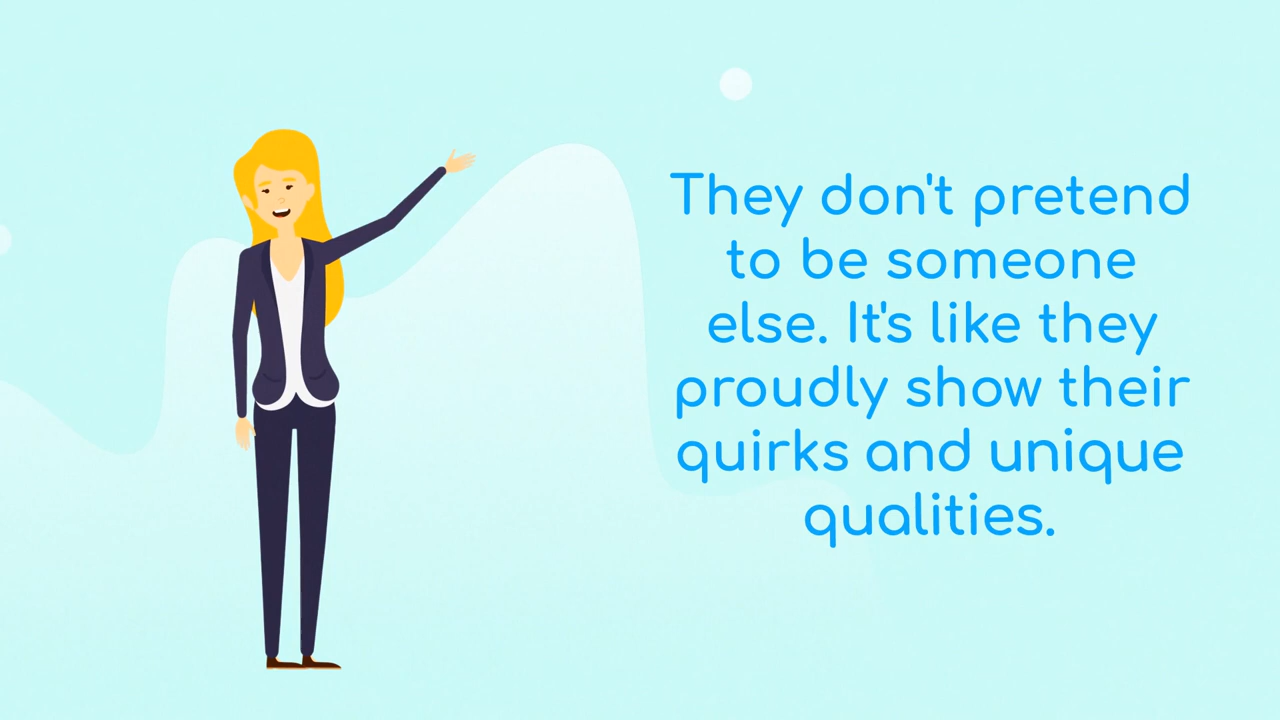 They don't pretend
to be someone
else. It's like they
proudly show their
quirks and unique
qualities.